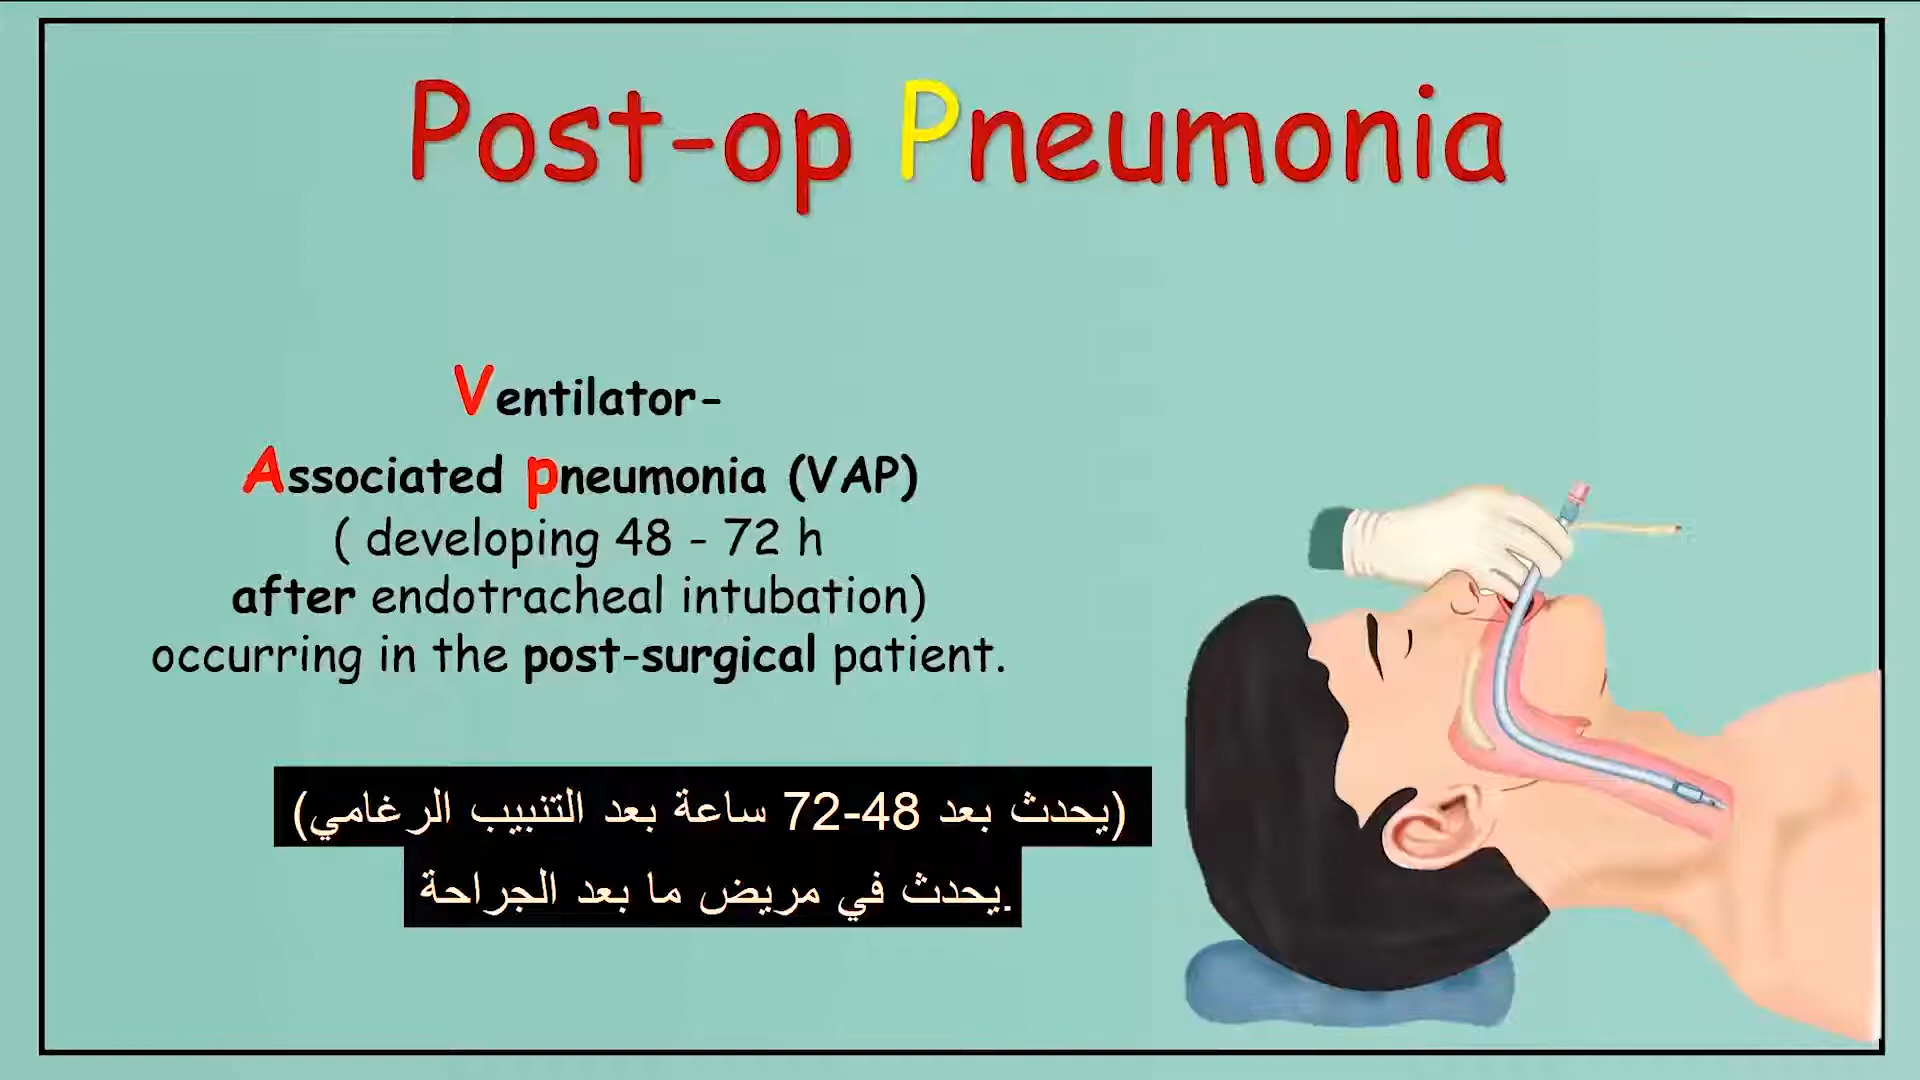 Post-op Pneumonia
Ventilator-
Associated pneumonia (VAP)
( developing 48 - 72 h
after endotracheal intubation)
occurring in the post-surgical patient.
(يحدث بعد 48-72 ساعة بعد التنبيب الرغامي)
يحدث في مريض ما بعد الجراحة.